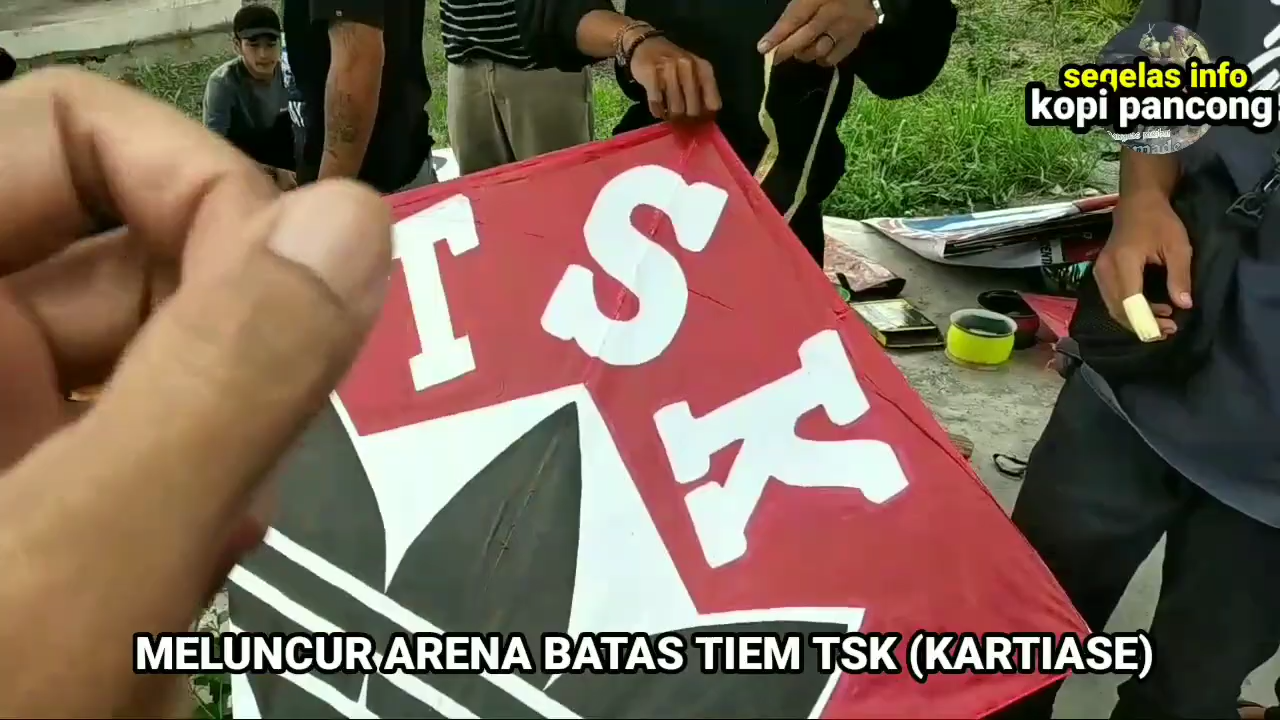 segelas info
kopi pancong
TSK
MELUNCUR ARENA BATAS TIEM TSK (KARTIASE)